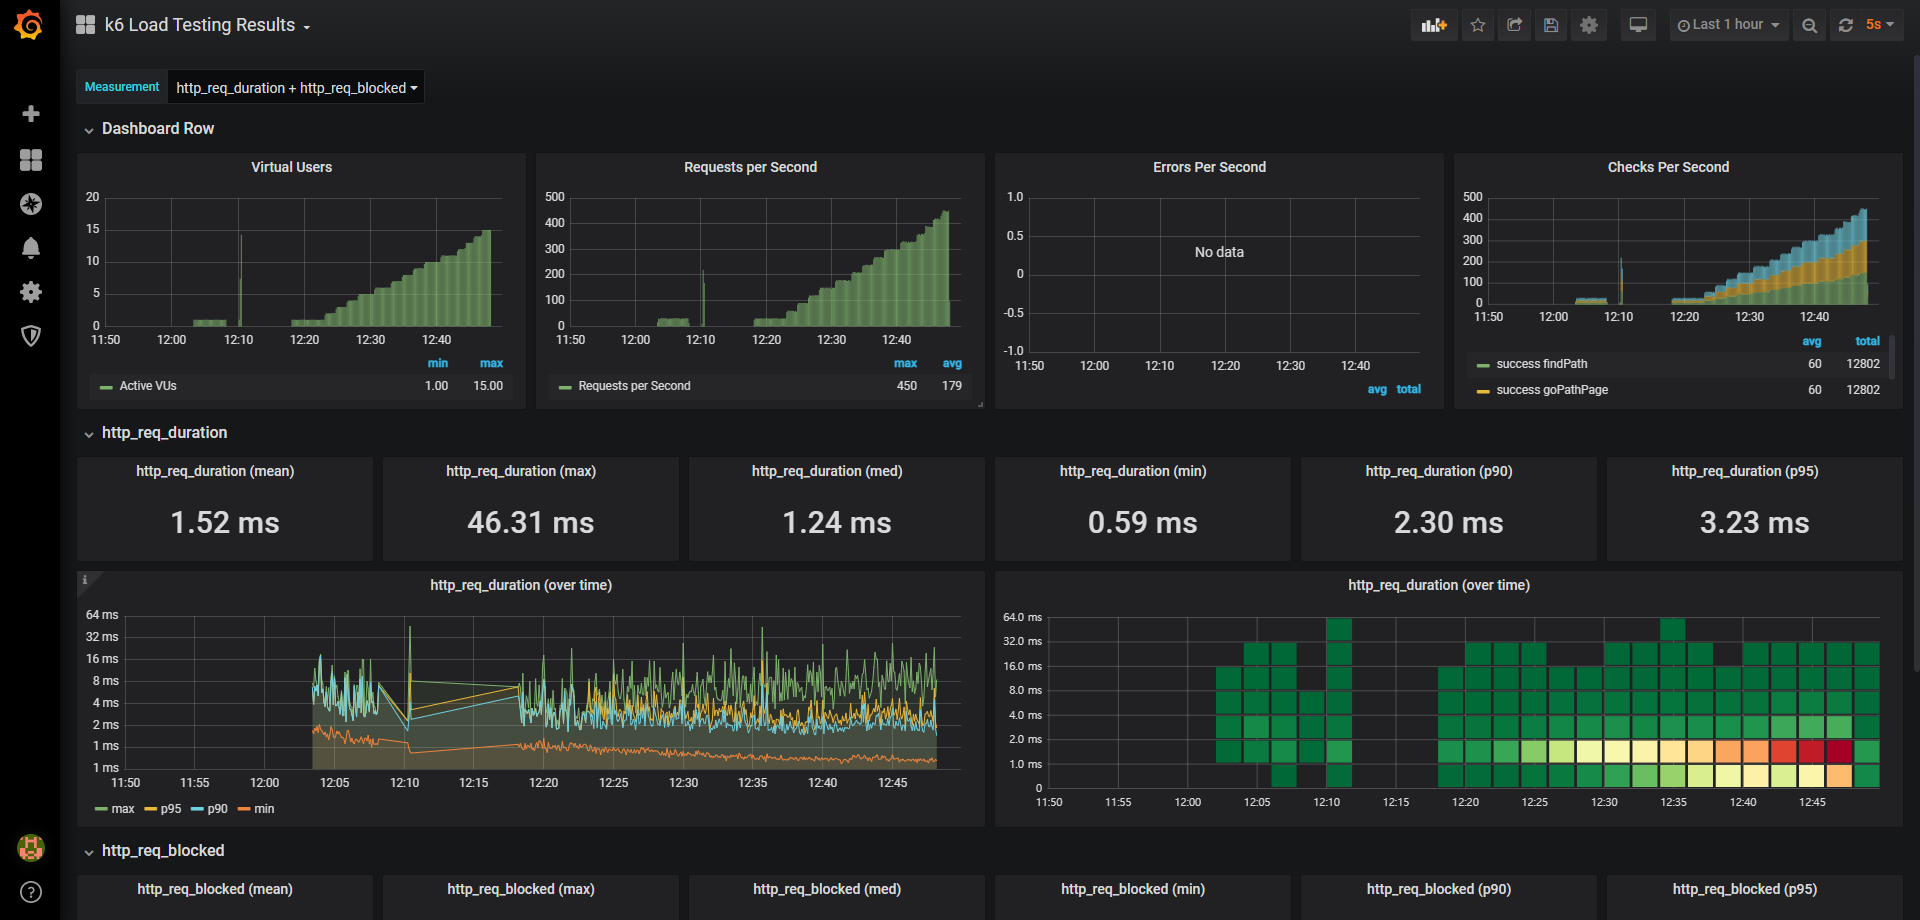 k6 Load Testing Results
Last 1 hour
5s
Measurement
http_req_duration + http_req_blocked
Dashboard Row
Virtual Users
20
15
10
5
0
11:50 12:00 12:10 12:20 12:30 12:40
min max
Active VUs 1.00 15.00
Requests per Second
500
400
300
200
100
0
11:50 12:00 12:10 12:20 12:30 12:40
max avg
Requests per Second 450 179
Errors Per Second
1.0
0.5
0
-0.5
-1.0
No data
11:50 12:00 12:10 12:20 12:30 12:40
avg total
Checks Per Second
500
400
300
200
100
0
11:50 12:00 12:10 12:20 12:30 12:40
avg total
success findPath 60 12802
success goPathPage 60 12802
http_req_duration
http_req_duration (mean)
1.52 ms
http_req_duration (max)
46.31 ms
http_req_duration (med)
1.24 ms
http_req_duration (min)
0.59 ms
http_req_duration (p90)
2.30 ms
http_req_duration (p95)
3.23 ms
i
http_req_duration (over time)
64 ms
32 ms
16 ms
8 ms
4 ms
2 ms
1 ms
1 ms
11:50 11:55 12:00 12:05 12:10 12:15 12:20 12:25 12:30 12:35 12:40 12:45
max p95 p90 min
http_req_duration (over time)
64.0 ms
32.0 ms
16.0 ms
8.0 ms
4.0 ms
2.0 ms
1.0 ms
0
11:50 11:55 12:00 12:05 12:10 12:15 12:20 12:25 12:30 12:35 12:40 12:45
http_req_blocked
http_req_blocked (mean)
http_req_blocked (max)
http_req_blocked (med)
http_req_blocked (min)
http_req_blocked (p90)
http_req_blocked (p95)